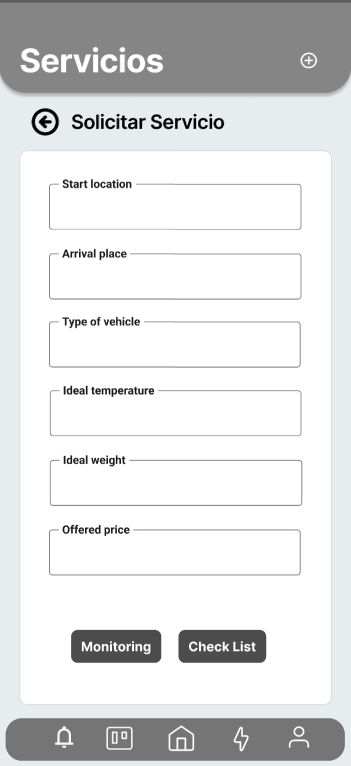 Servicios
Solicitar Servicio
Start location
Arrival place
Type of vehicle
Ideal temperature
Ideal weight
Offered price
Monitoring
Check List